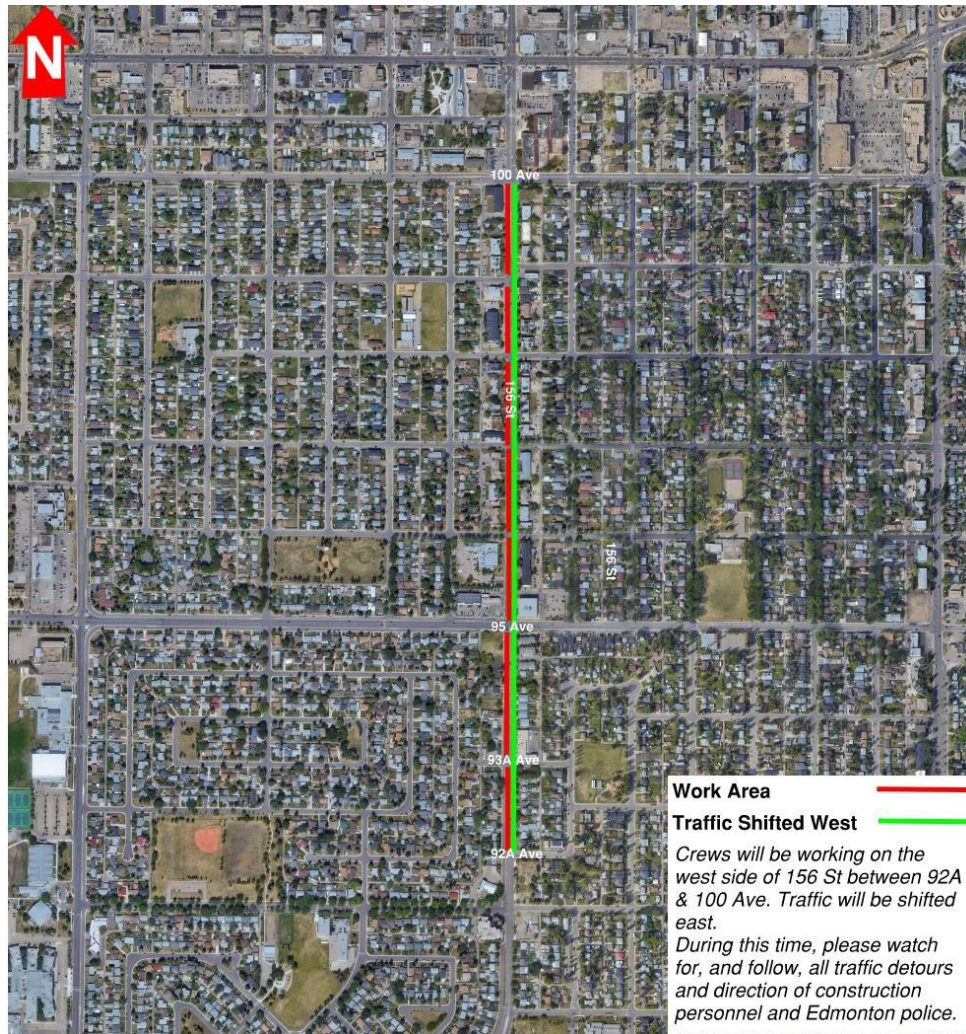 N
100 Ave
156 St
156 St
95 Ave
93A Ave
92A Ave
Work Area
Traffic Shifted West
Crews will be working on the
west side of 156 St between 92A
& 100 Ave. Traffic will be shifted
east.
During this time, please watch
for, and follow, all traffic detours
and direction of construction
personnel and Edmonton police.